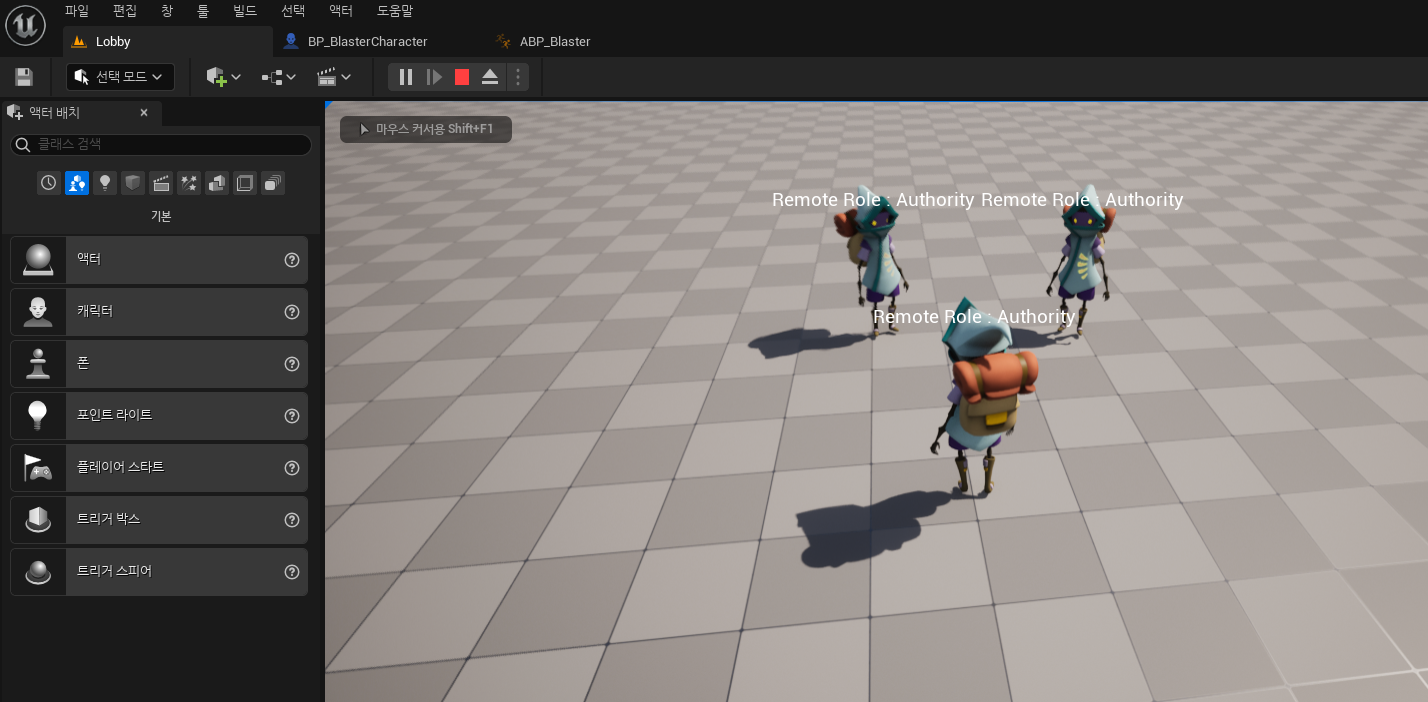 파일 편집 창 툴 빌드 선택 액터 도움말
Lobby BP_BlasterCharacter ABP_Blaster
선택 모드
액터 배치
마우스 커서용 Shift+F1
클래스 검색
기본
액터
캐릭터
폰
포인트 라이트
플레이어 스타트
트리거 박스
트리거 스피어
Remote Role : Authority Remote Role : Authority
Remote Role : Authority